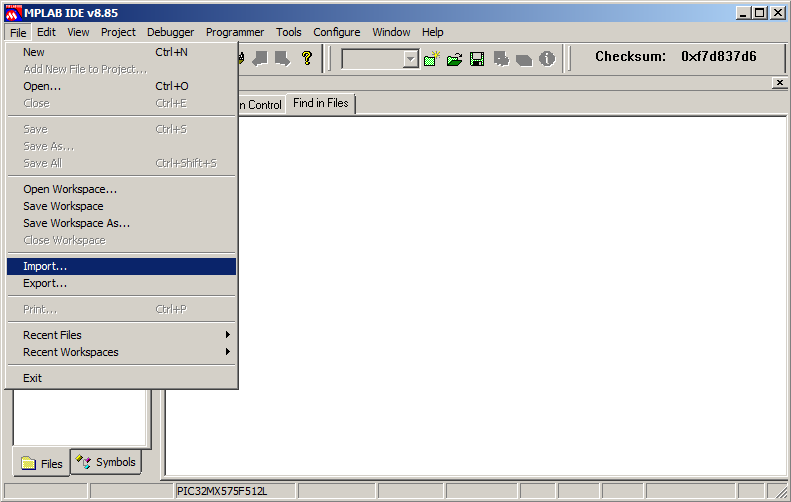 MPLAB IDE v8.85
File Edit View Project Debugger Programmer Tools Configure Window Help
Checksum: 0xf7d837d6
n Control Find in Files
New Ctrl+N
Add New File to Project...
Open... Ctrl+O
Close Ctrl+E
Save Ctrl+S
Save As...
Save All Ctrl+Shift+S
Open Workspace...
Save Workspace
Save Workspace As...
Close Workspace
Import...
Export...
Print... Ctrl+P
Recent Files
Recent Workspaces
Exit
Files Symbols
PIC32MX575F512L